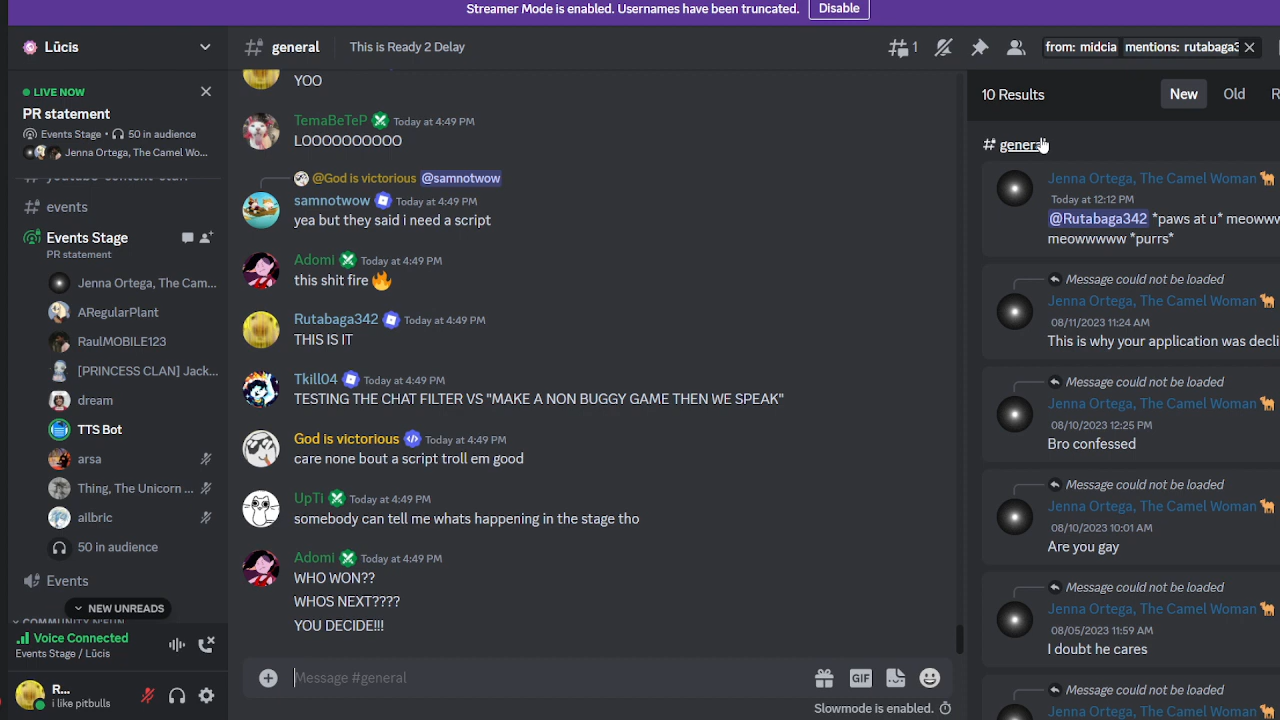 Streamer Mode is enabled. Usernames have been truncated.
Disable
Lūcis
general
This is Ready 2 Delay
1
from: midcia mentions: rutabaga3
LIVE NOW
PR statement
Events Stage • 50 in audience
Jenna Ortega, The Camel Wo...
events
Events Stage
PR statement
Jenna Ortega, The Cam...
ARegularPlant
RaulMOBILE123
[PRINCESS CLAN] Jack...
dream
TTS Bot
arsa
Thing, The Unicorn ...
ailbric
50 in audience
Events
NEW UNREADS
Voice Connected
Events Stage / Lūcis
R...
i like pitbulls
YOO
TemaBeTeP Today at 4:49 PM
LOOOOOOOOOO
@God is victorious @samnotwow
samnotwow Today at 4:49 PM
yea but they said i need a script
Adomi Today at 4:49 PM
this shit fire 🔥
Rutabaga342 Today at 4:49 PM
THIS IS IT
Tkill04 Today at 4:49 PM
TESTING THE CHAT FILTER VS "MAKE A NON BUGGY GAME THEN WE SPEAK"
God is victorious Today at 4:49 PM
care none bout a script troll em good
UpTi Today at 4:49 PM
somebody can tell me whats happening in the stage tho
Adomi Today at 4:49 PM
WHO WON??
WHOS NEXT????
YOU DECIDE!!!
Message #general
GIF
Slowmode is enabled.
10 Results
New
Old
R
# general
Jenna Ortega, The Camel Woman 🐪
Today at 12:12 PM
@Rutabaga342 *paws at u* meowww
meowwwww *purrs*
Message could not be loaded
Jenna Ortega, The Camel Woman 🐪
08/11/2023 11:24 AM
This is why your application was decli
Message could not be loaded
Jenna Ortega, The Camel Woman 🐪
08/10/2023 12:25 PM
Bro confessed
Message could not be loaded
Jenna Ortega, The Camel Woman 🐪
08/10/2023 10:01 AM
Are you gay
Message could not be loaded
Jenna Ortega, The Camel Woman 🐪
08/05/2023 11:59 AM
I doubt he cares
Message could not be loaded
Jenna Ortega, The Camel Woman 🐪